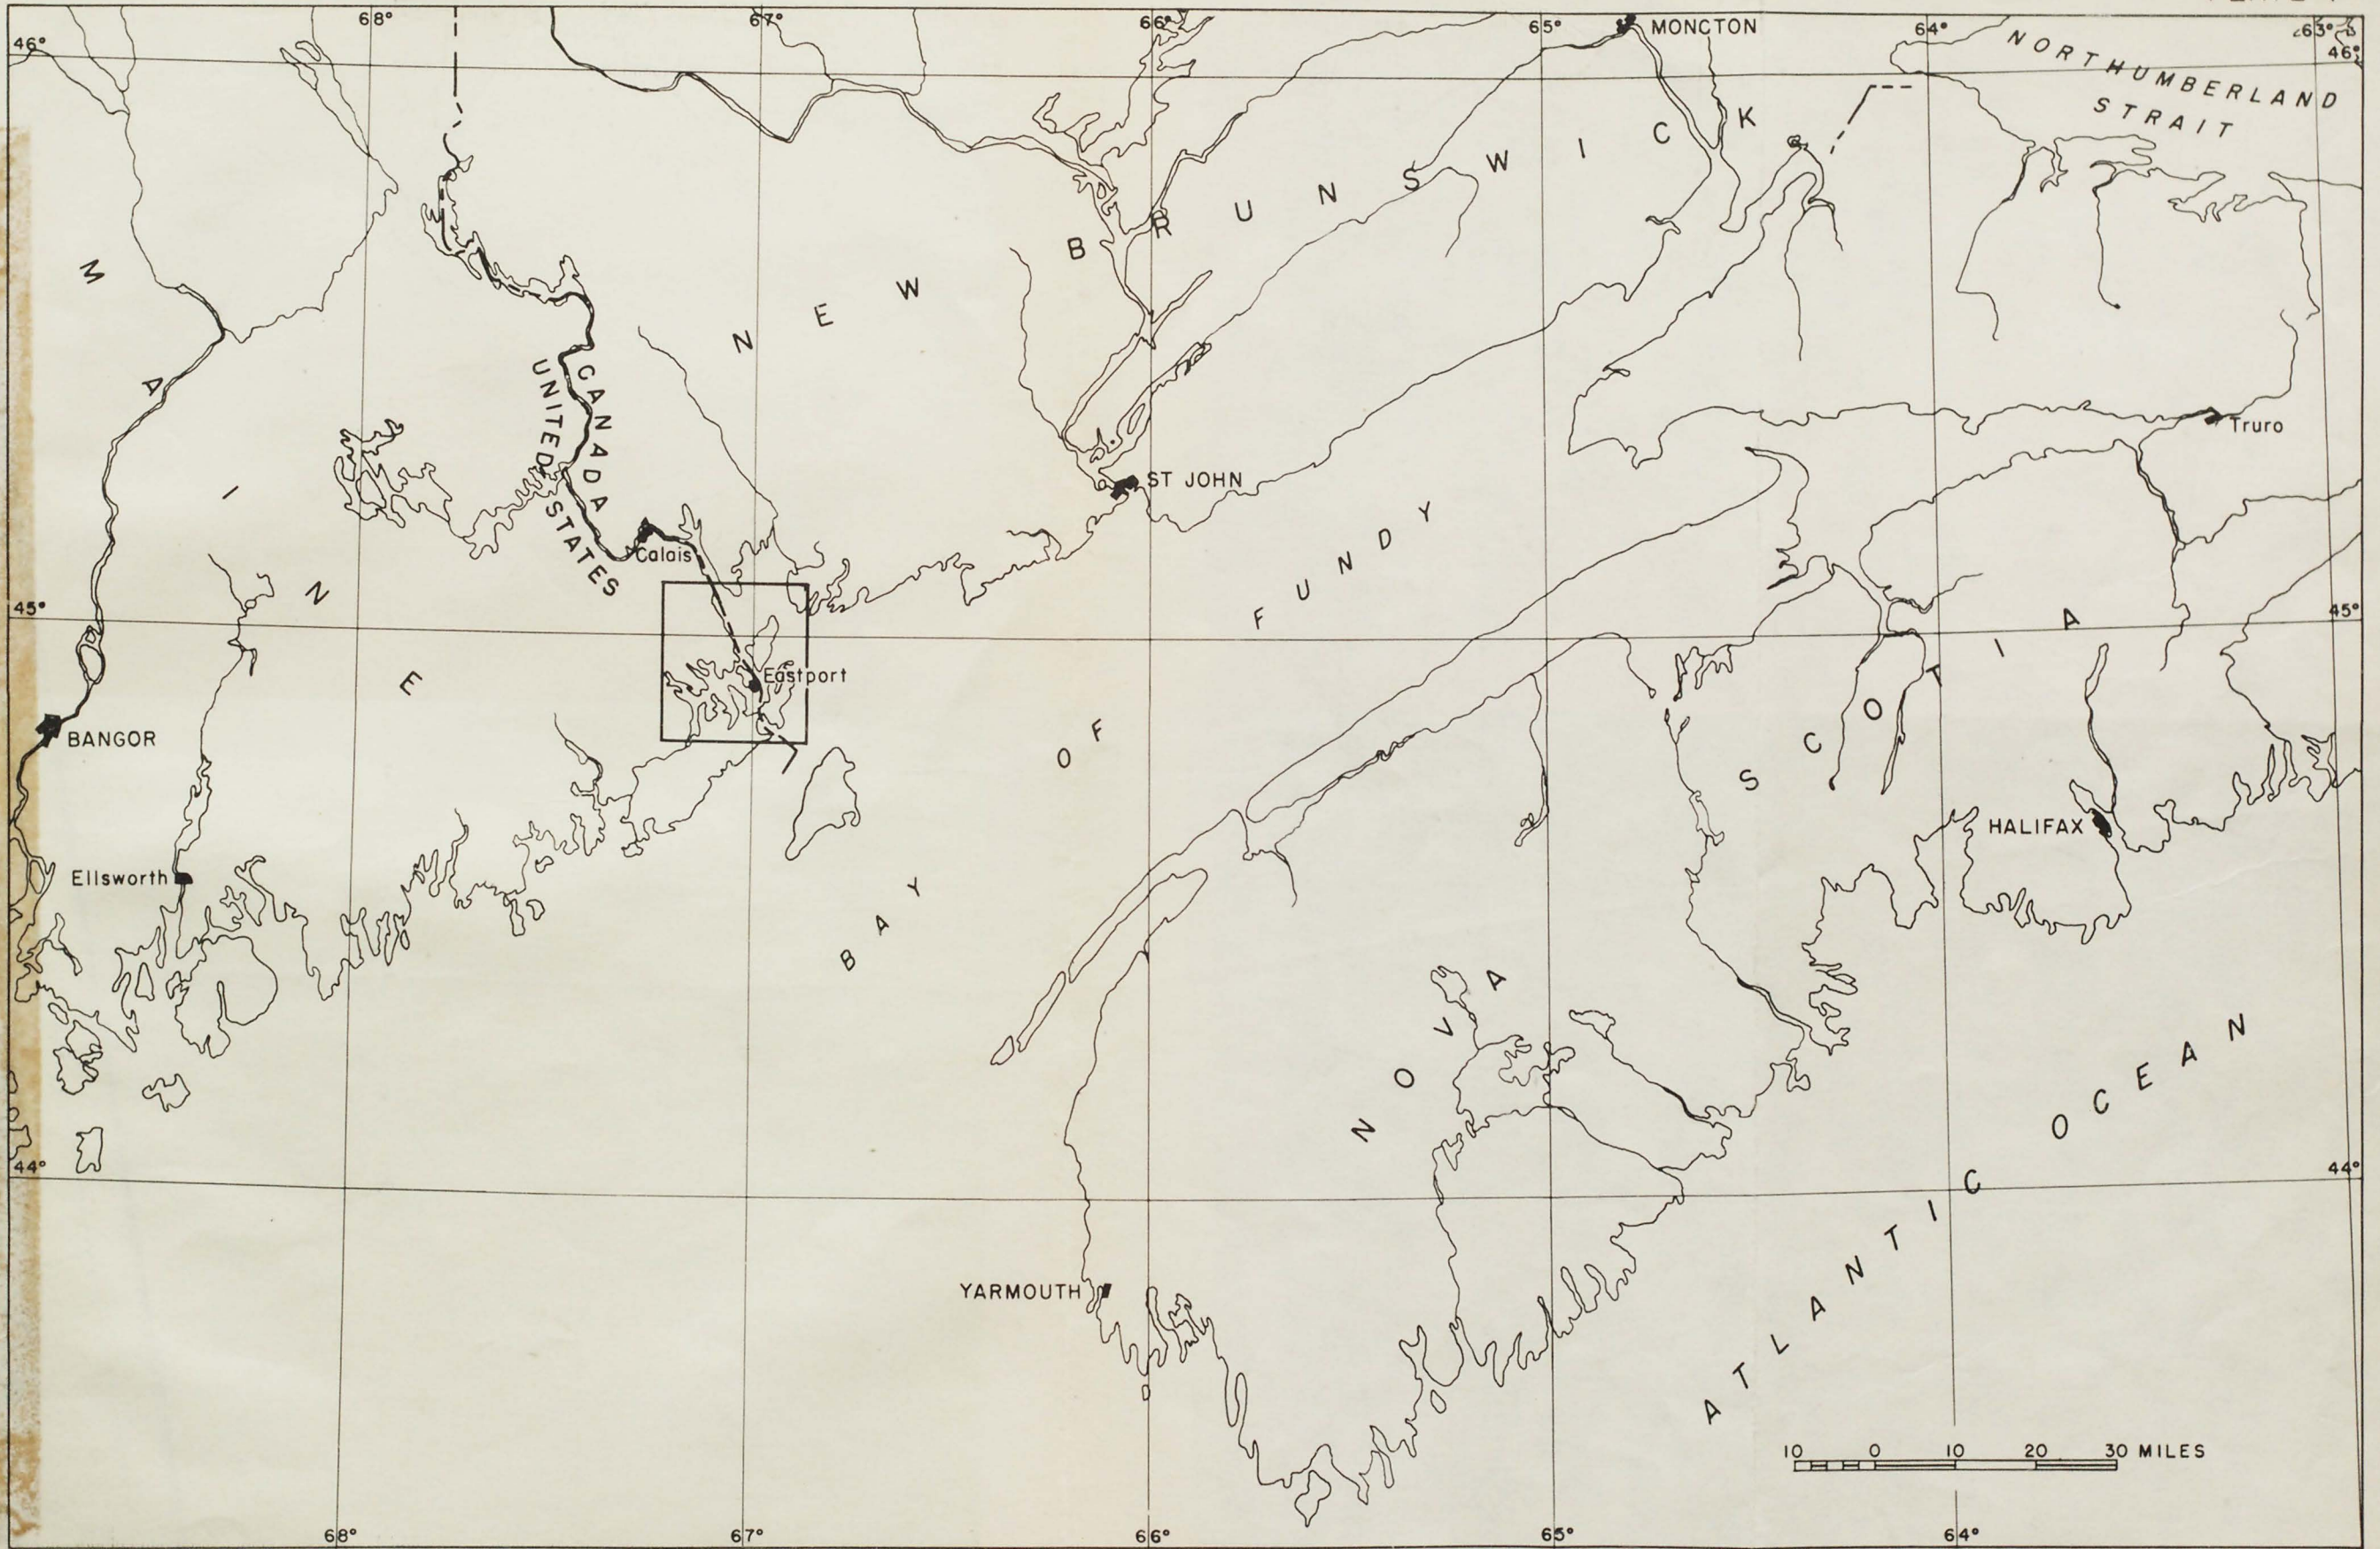 68°
67°
66°
65°
64°
63°
46°
46°
MONCTON
NORTHUMBERLAND
STRAIT
NEW BRUNSWICK
MAINE
CANADA
UNITED STATES
Truro
ST JOHN
Calais
45°
45°
Eastport
BANGOR
BAY OF FUNDY
NOVA SCOTIA
HALIFAX
Ellsworth
44°
44°
YARMOUTH
ATLANTIC OCEAN
10 0 10 20 30 MILES
68°
67°
66°
65°
64°